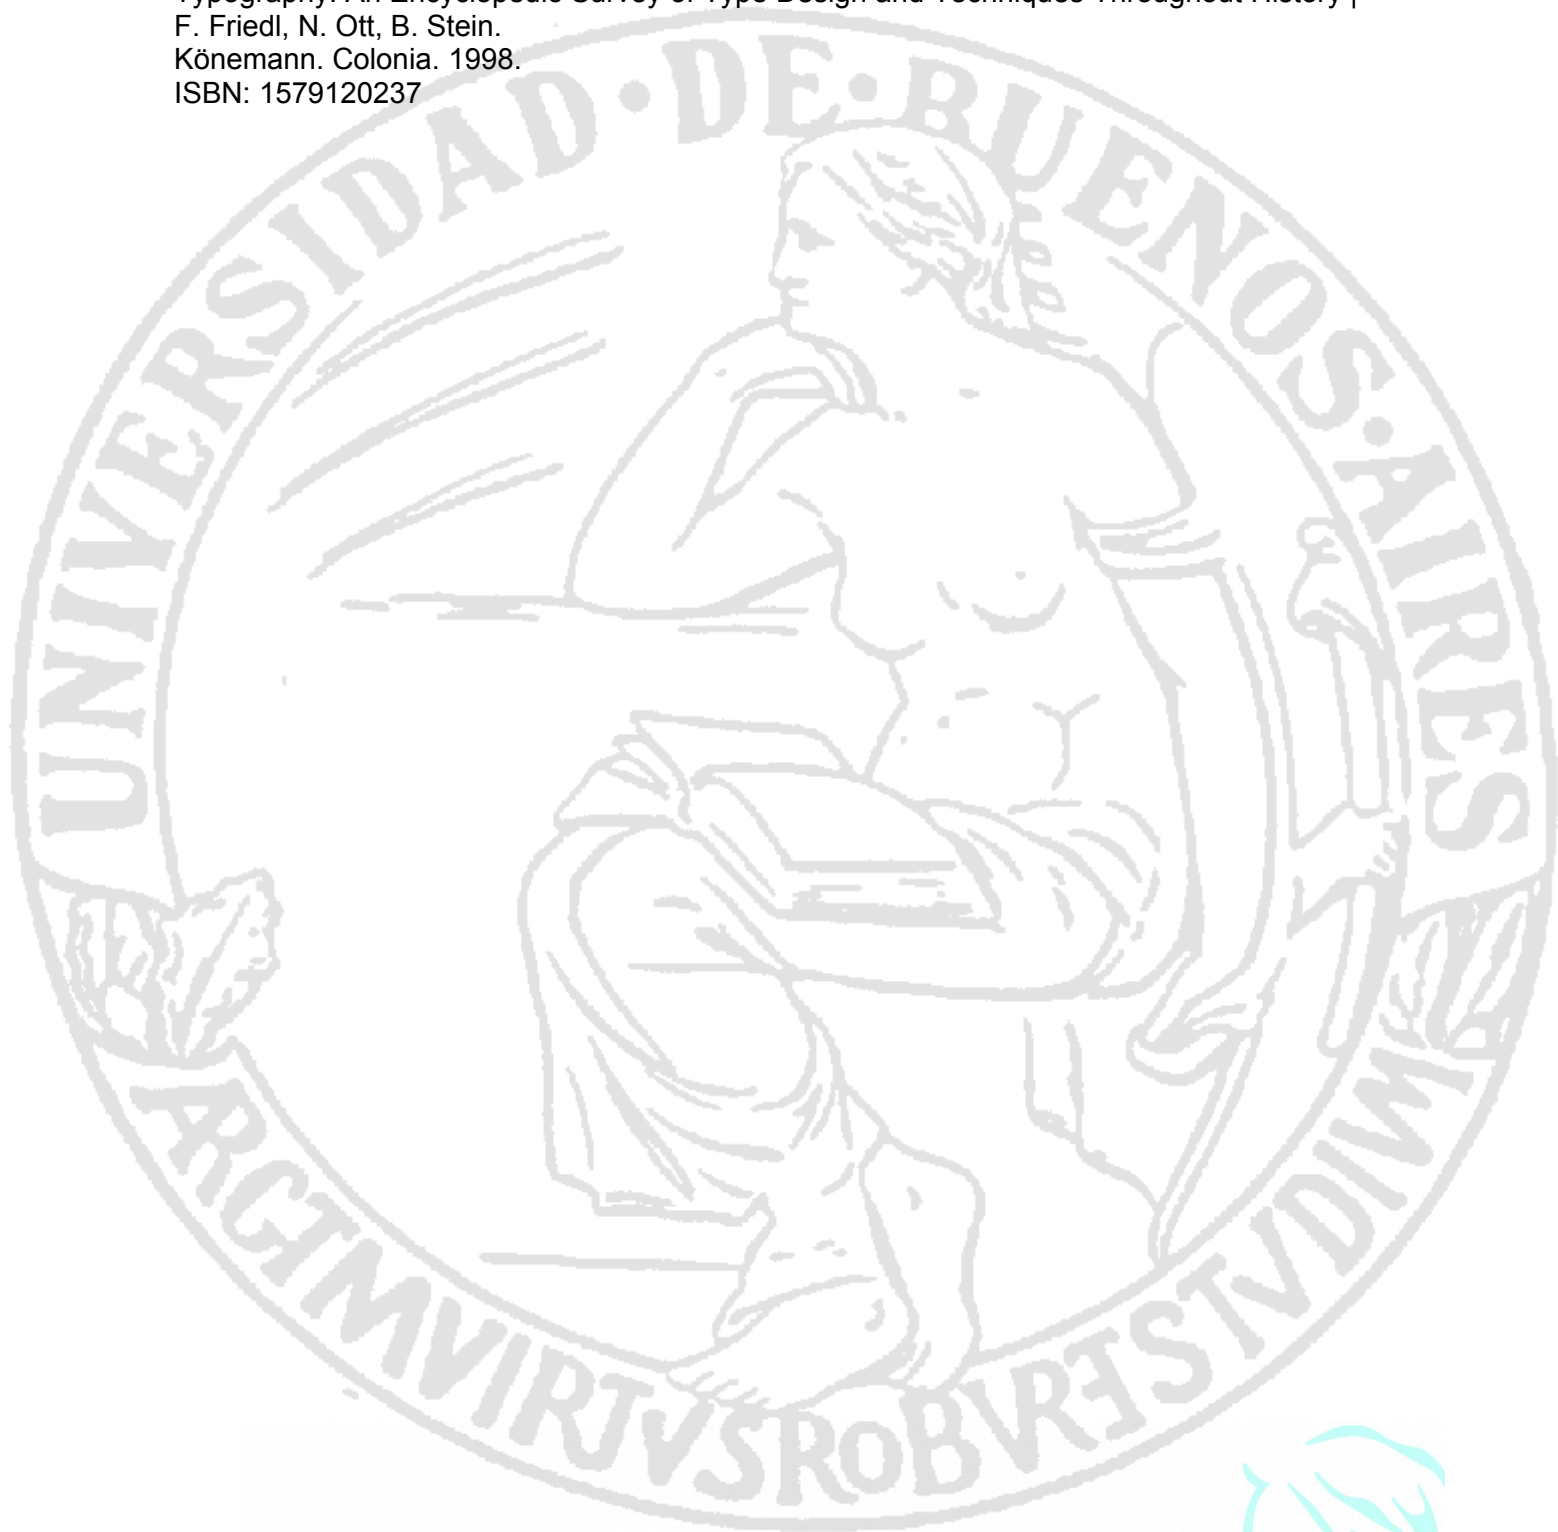 Typography: An Encyclopedic Survey of Type Design and Techniques Throughout History |
F. Friedl, N. Ott, B. Stein.
Könemann. Colonia. 1998.
ISBN: 1579120237
UNIVERSIDAD·DE·BUENOS·AIRES
ARGTMVIRTVSROBVRETSTVDIVM